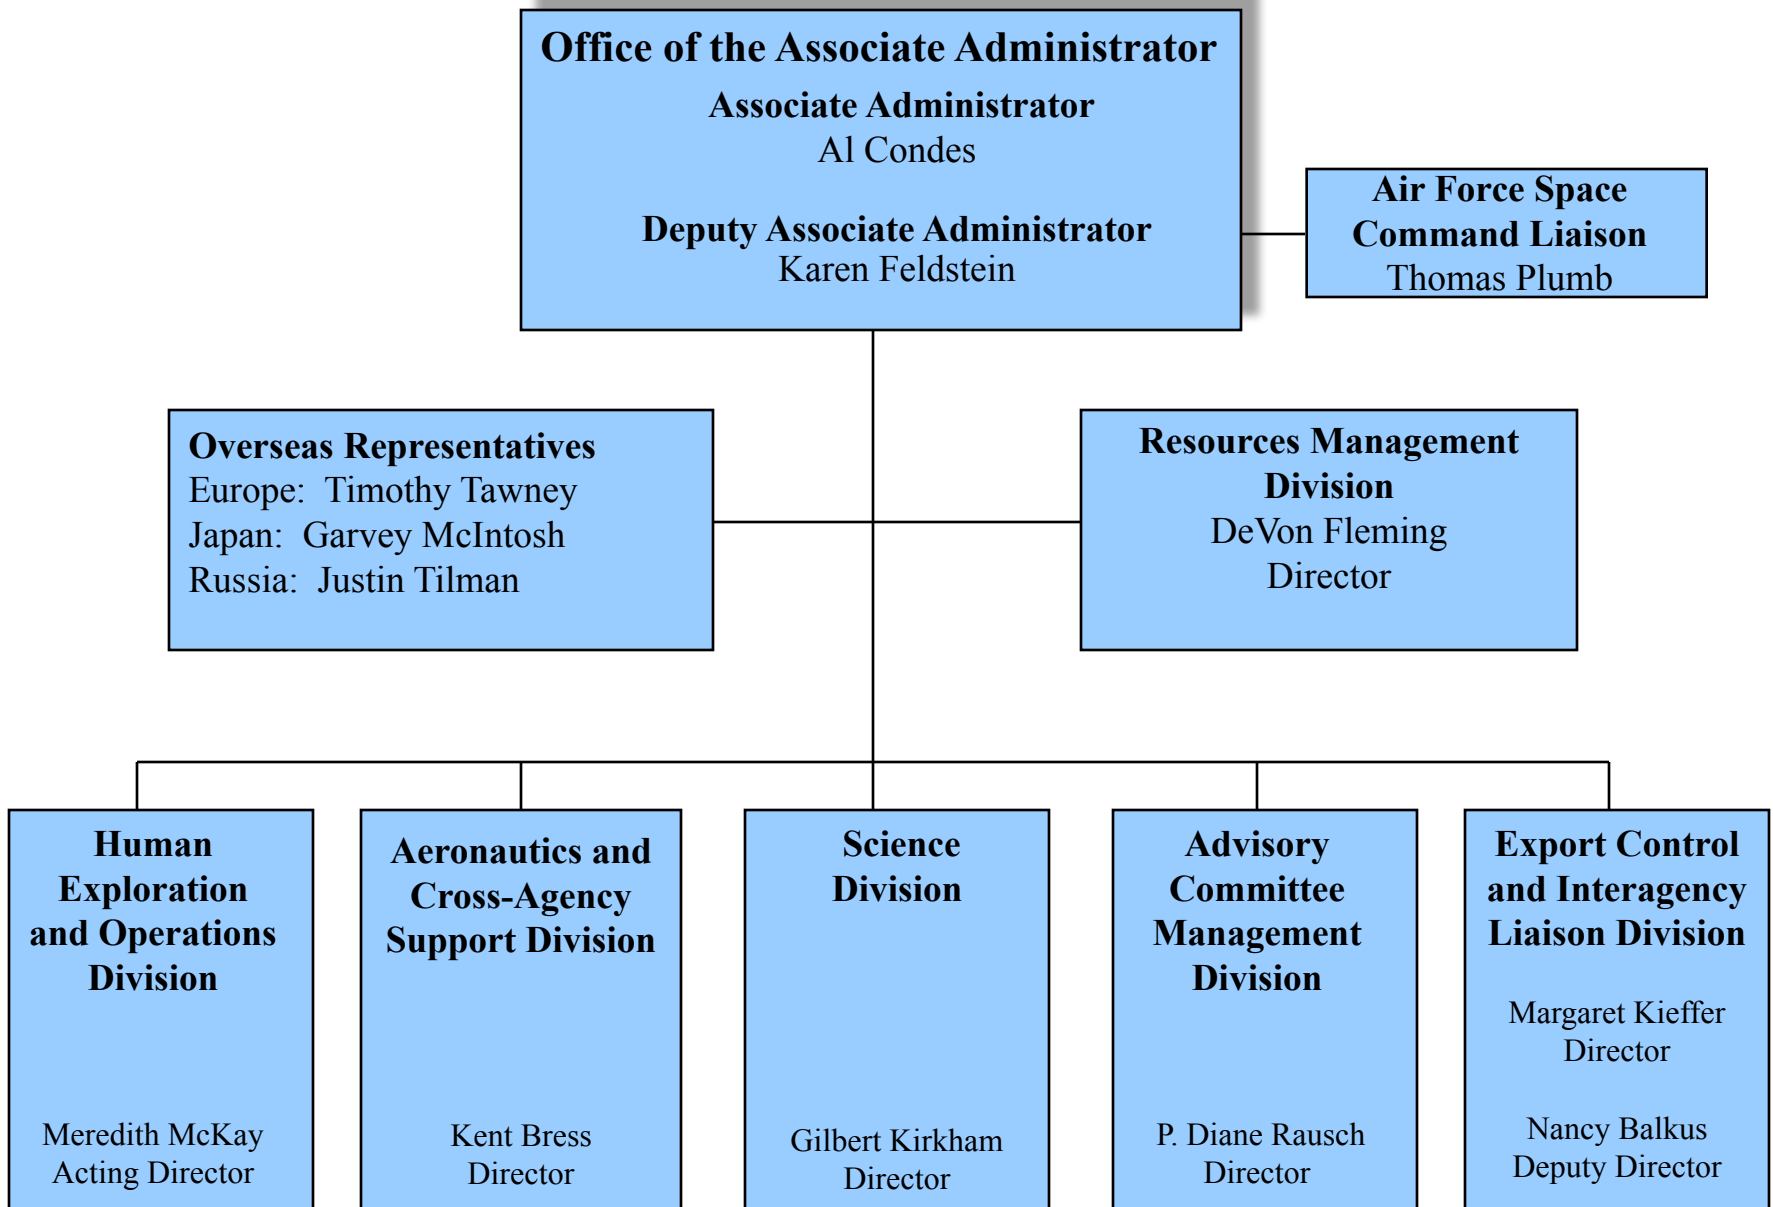 Office of the Associate Administrator
Associate Administrator
Al Condes
Deputy Associate Administrator
Karen Feldstein
Air Force Space
Command Liaison
Thomas Plumb
Overseas Representatives
Europe:  Timothy Tawney
Japan:  Garvey McIntosh
Russia:  Justin Tilman
Resources Management
Division
DeVon Fleming
Director
Human
Exploration
and Operations
Division
Meredith McKay
Acting Director
Aeronautics and
Cross-Agency
Support Division
Kent Bress
Director
Science
Division
Gilbert Kirkham
Director
Advisory
Committee
Management
Division
P. Diane Rausch
Director
Export Control
and Interagency
Liaison Division
Margaret Kieffer
Director
Nancy Balkus
Deputy Director